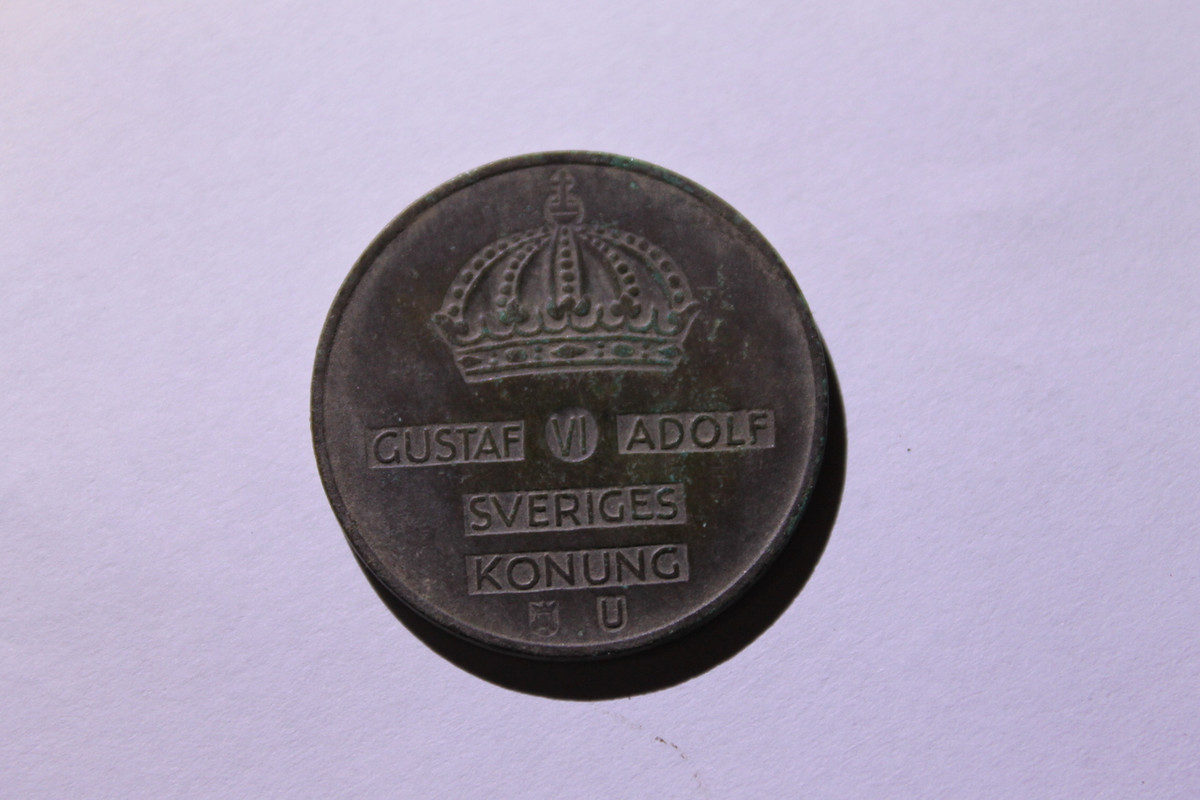 GUSTAF VI ADOLF
SVERIGES
KONUNG
U